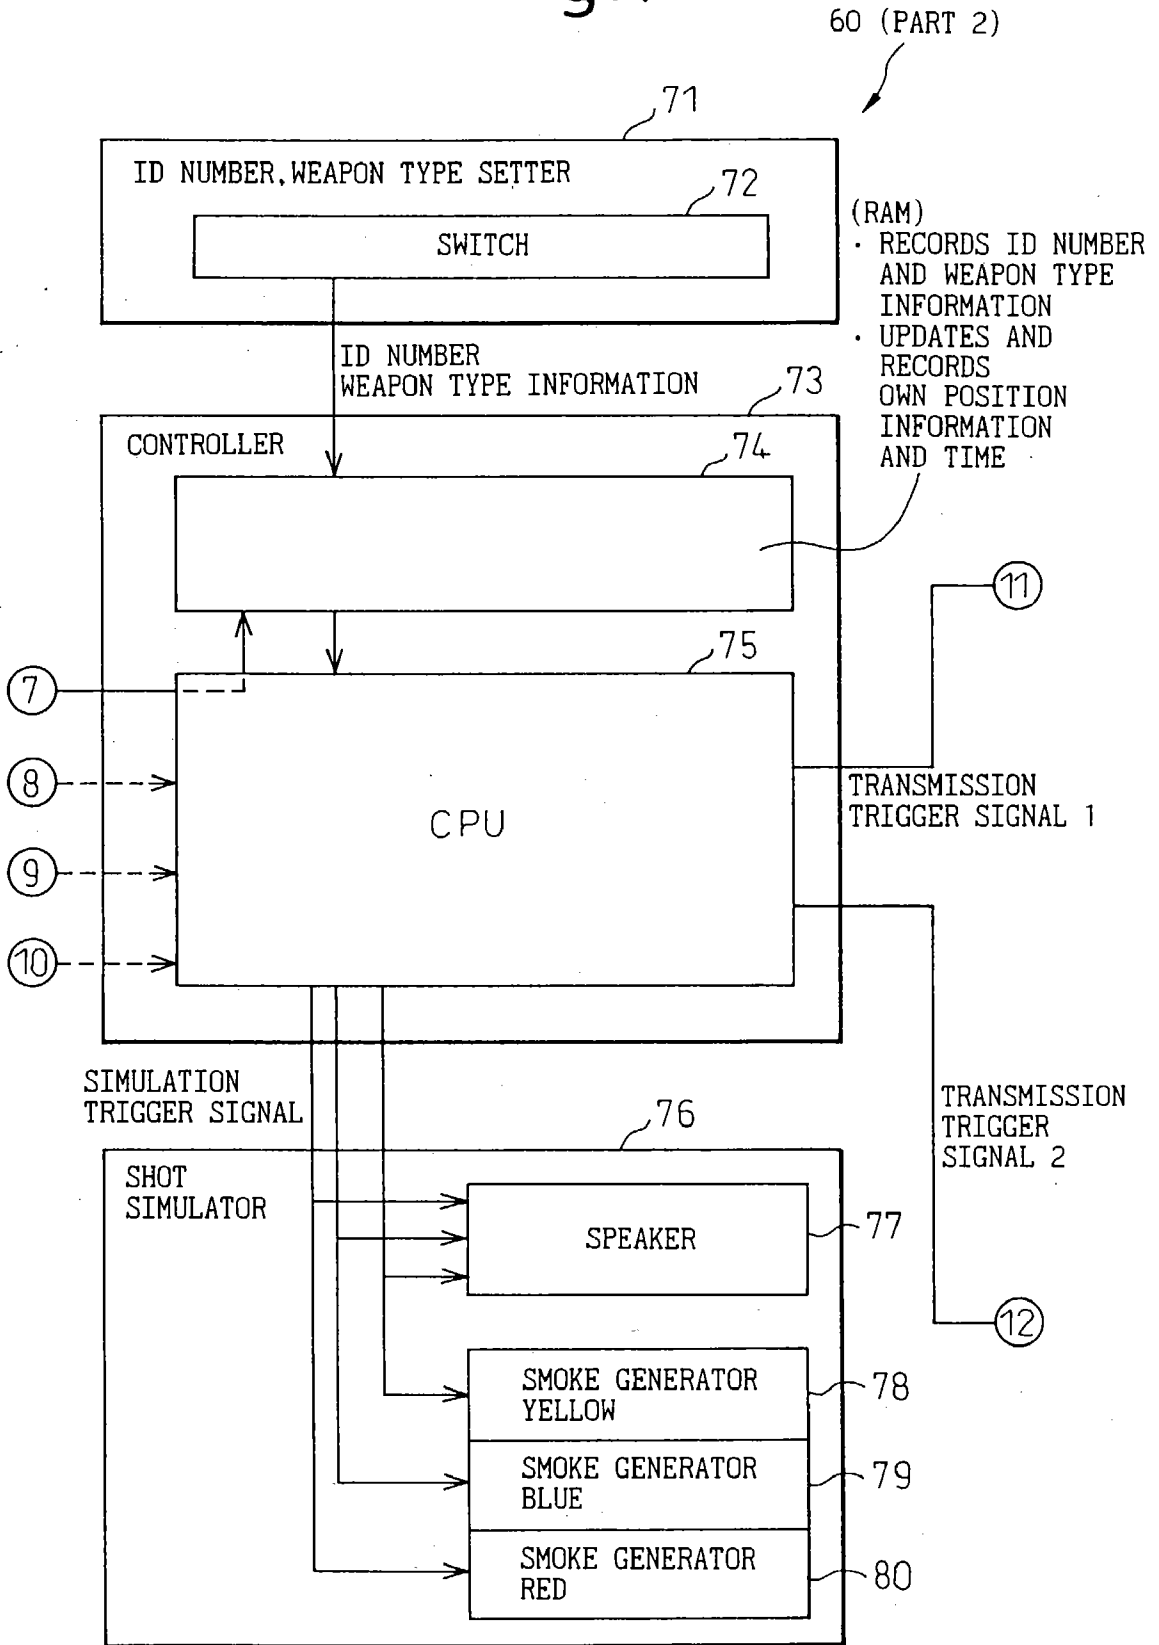 60 (PART 2)
71
ID NUMBER, WEAPON TYPE SETTER
72
SWITCH
(RAM)
· RECORDS ID NUMBER
AND WEAPON TYPE
INFORMATION
· UPDATES AND
RECORDS
OWN POSITION
INFORMATION
AND TIME
ID NUMBER
WEAPON TYPE INFORMATION
73
CONTROLLER
74
11
75
7
8
CPU
TRANSMISSION
TRIGGER SIGNAL 1
9
10
SIMULATION
TRIGGER SIGNAL
TRANSMISSION
TRIGGER
SIGNAL 2
76
SHOT
SIMULATOR
SPEAKER
77
12
SMOKE GENERATOR
YELLOW
78
SMOKE GENERATOR
BLUE
79
SMOKE GENERATOR
RED
80